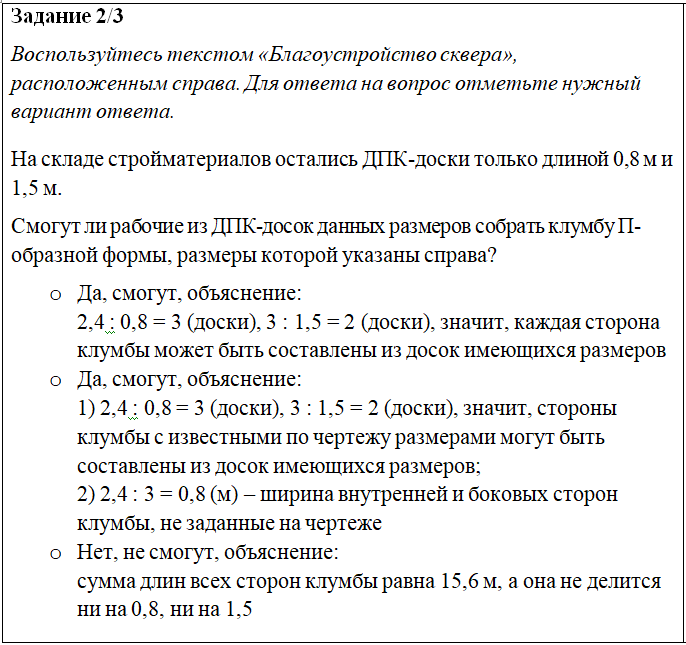 Задание 2/3
Воспользуйтесь текстом «Благоустройство сквера»,
расположенным справа. Для ответа на вопрос отметьте нужный
вариант ответа.
На складе стройматериалов остались ДПК-доски только длиной 0,8 м и
1,5 м.
Смогут ли рабочие из ДПК-досок данных размеров собрать клумбу П-
образной формы, размеры которой указаны справа?
o Да, смогут, объяснение:
2,4 : 0,8 = 3 (доски), 3 : 1,5 = 2 (доски), значит, каждая сторона
клумбы может быть составлены из досок имеющихся размеров
o Да, смогут, объяснение:
1) 2,4 : 0,8 = 3 (доски), 3 : 1,5 = 2 (доски), значит, стороны
клумбы с известными по чертежу размерами могут быть
составлены из досок имеющихся размеров;
2) 2,4 : 3 = 0,8 (м) – ширина внутренней и боковых сторон
клумбы, не заданные на чертеже
o Нет, не смогут, объяснение:
сумма длин всех сторон клумбы равна 15,6 м, а она не делится
ни на 0,8, ни на 1,5